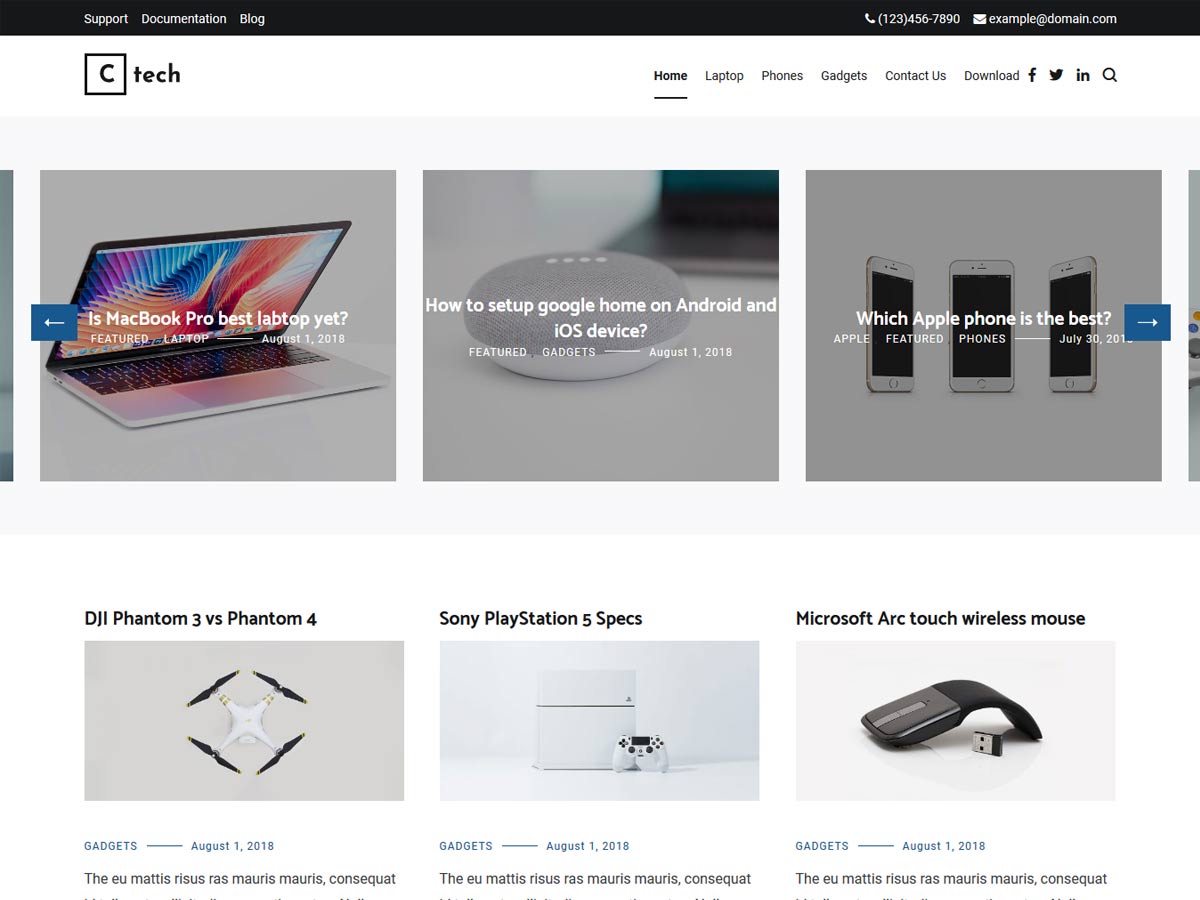 Support Documentation Blog (123)456-7890 example@domain.com
C tech Home Laptop Phones Gadgets Contact Us Download
Is MacBook Pro best labtop yet?
FEATURED , LAPTOP August 1, 2018
How to setup google home on Android and
iOS device?
FEATURED , GADGETS August 1, 2018
Which Apple phone is the best?
APPLE , FEATURED , PHONES July 30, 2018
DJI Phantom 3 vs Phantom 4
GADGETS August 1, 2018
The eu mattis risus ras mauris mauris, consequat
Sony PlayStation 5 Specs
GADGETS August 1, 2018
The eu mattis risus ras mauris mauris, consequat
Microsoft Arc touch wireless mouse
GADGETS August 1, 2018
The eu mattis risus ras mauris mauris, consequat